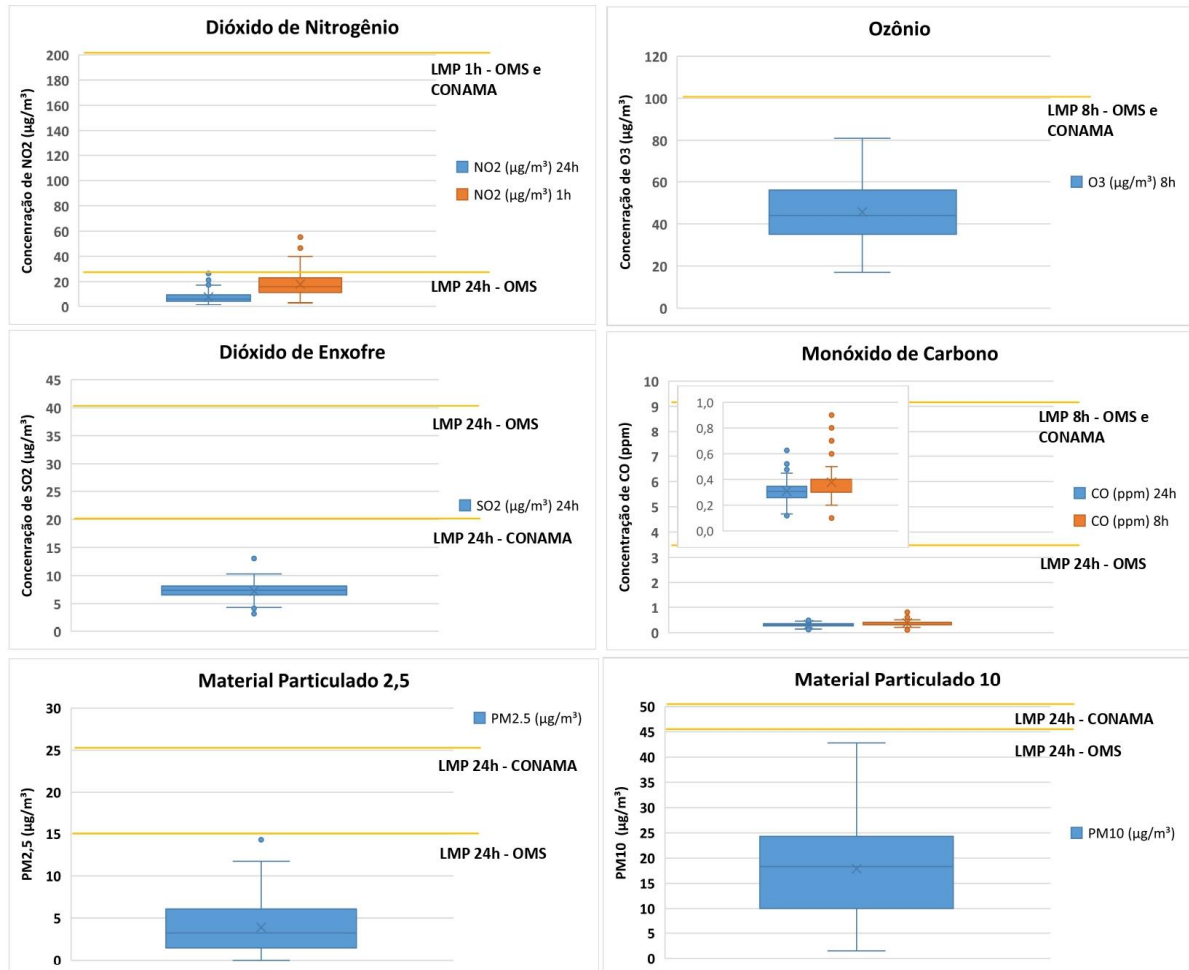 Dióxido de Nitrogênio
Concenração de NO2 (µg/m³)
200
180
160
140
120
100
80
60
40
20
0
LMP 1h - OMS e
CONAMA
NO2 (µg/m³) 24h
NO2 (µg/m³) 1h
LMP 24h - OMS
Ozônio
Concenração de O3 (µg/m³)
120
100
80
60
40
20
0
LMP 8h - OMS e
CONAMA
O3 (µg/m³) 8h
Dióxido de Enxofre
Concenração de SO2 (µg/m³)
45
40
35
30
25
20
15
10
5
0
LMP 24h - OMS
SO2 (µg/m³) 24h
LMP 24h - CONAMA
Monóxido de Carbono
Concentração de CO (ppm)
10
9
8
7
6
5
4
3
2
1
0
1,0
0,8
0,6
0,4
0,2
0,0
LMP 8h - OMS e
CONAMA
CO (ppm) 24h
CO (ppm) 8h
LMP 24h - OMS
Material Particulado 2,5
PM2,5 (µg/m³)
30
25
20
15
10
5
0
PM2.5 (µg/m³)
LMP 24h - CONAMA
LMP 24h - OMS
Material Particulado 10
PM10 (µg/m³)
50
45
40
35
30
25
20
15
10
5
0
LMP 24h - CONAMA
LMP 24h - OMS
PM10 (µg/m³)